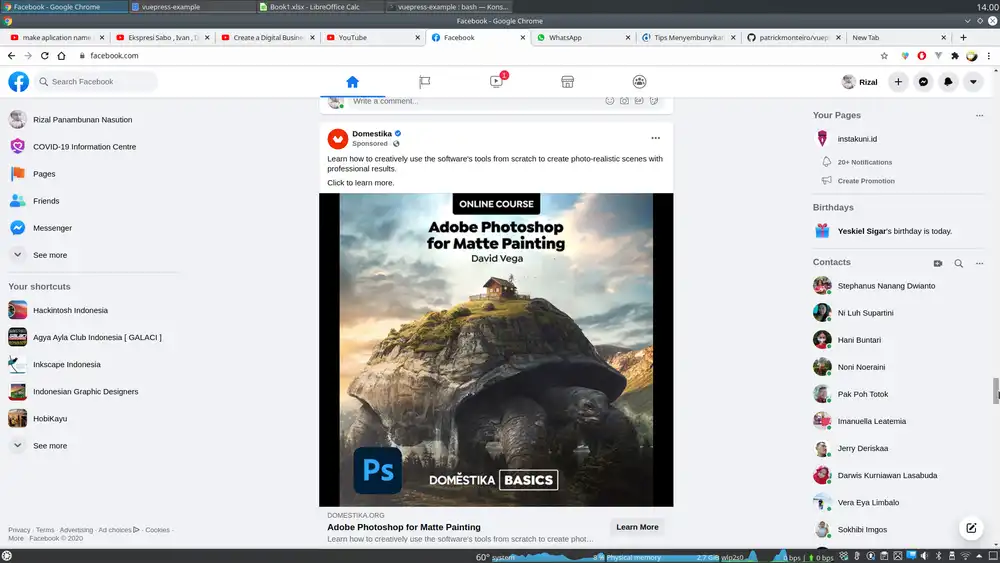 Facebook - Google Chrome
vuepress-example
Book1.xlsx - LibreOffice Calc
vuepress-example : bash — Kons...
14.00
Facebook - Google Chrome
make aplication name
Ekspresi Sabo , Ivan , T
Create a Digital Busine
YouTube
Facebook
WhatsApp
Tips Menyembunyikan
patrickmonteiro/vuep
New Tab
facebook.com
Search Facebook
1
Rizal
Rizal Panambunan Nasution
COVID-19 Information Centre
Pages
Friends
Messenger
See more
Your shortcuts
Hackintosh Indonesia
Agya Ayla Club Indonesia [ GALACI ]
Inkscape Indonesia
Indonesian Graphic Designers
HobiKayu
See more
Privacy · Terms · Advertising · Ad choices · Cookies ·
More · Facebook © 2020
Write a comment...
Domestika
Sponsored ·
Learn how to creatively use the software's tools from scratch to create photo-realistic scenes with
professional results.
Click to learn more.
ONLINE COURSE
Adobe Photoshop
for Matte Painting
David Vega
Ps
DOMĚSTIKA BASICS
DOMESTIKA.ORG
Adobe Photoshop for Matte Painting
Learn More
Learn how to creatively use the software's tools from scratch to create phot...
Your Pages
instakuni.id
20+ Notifications
Create Promotion
Birthdays
Yeskiel Sigar's birthday is today.
Contacts
Stephanus Nanang Dwianto
Ni Luh Supartini
Hani Buntari
Noni Noeraini
Pak Poh Totok
Imanuella Leatemia
Jerry Deriskaa
Darwis Kurniawan Lasabuda
Vera Eya Limbalo
Sokhibi Imgos
60° system
8% Physical memory
2.7 GiB wlp2s0
0 bps
0 bps